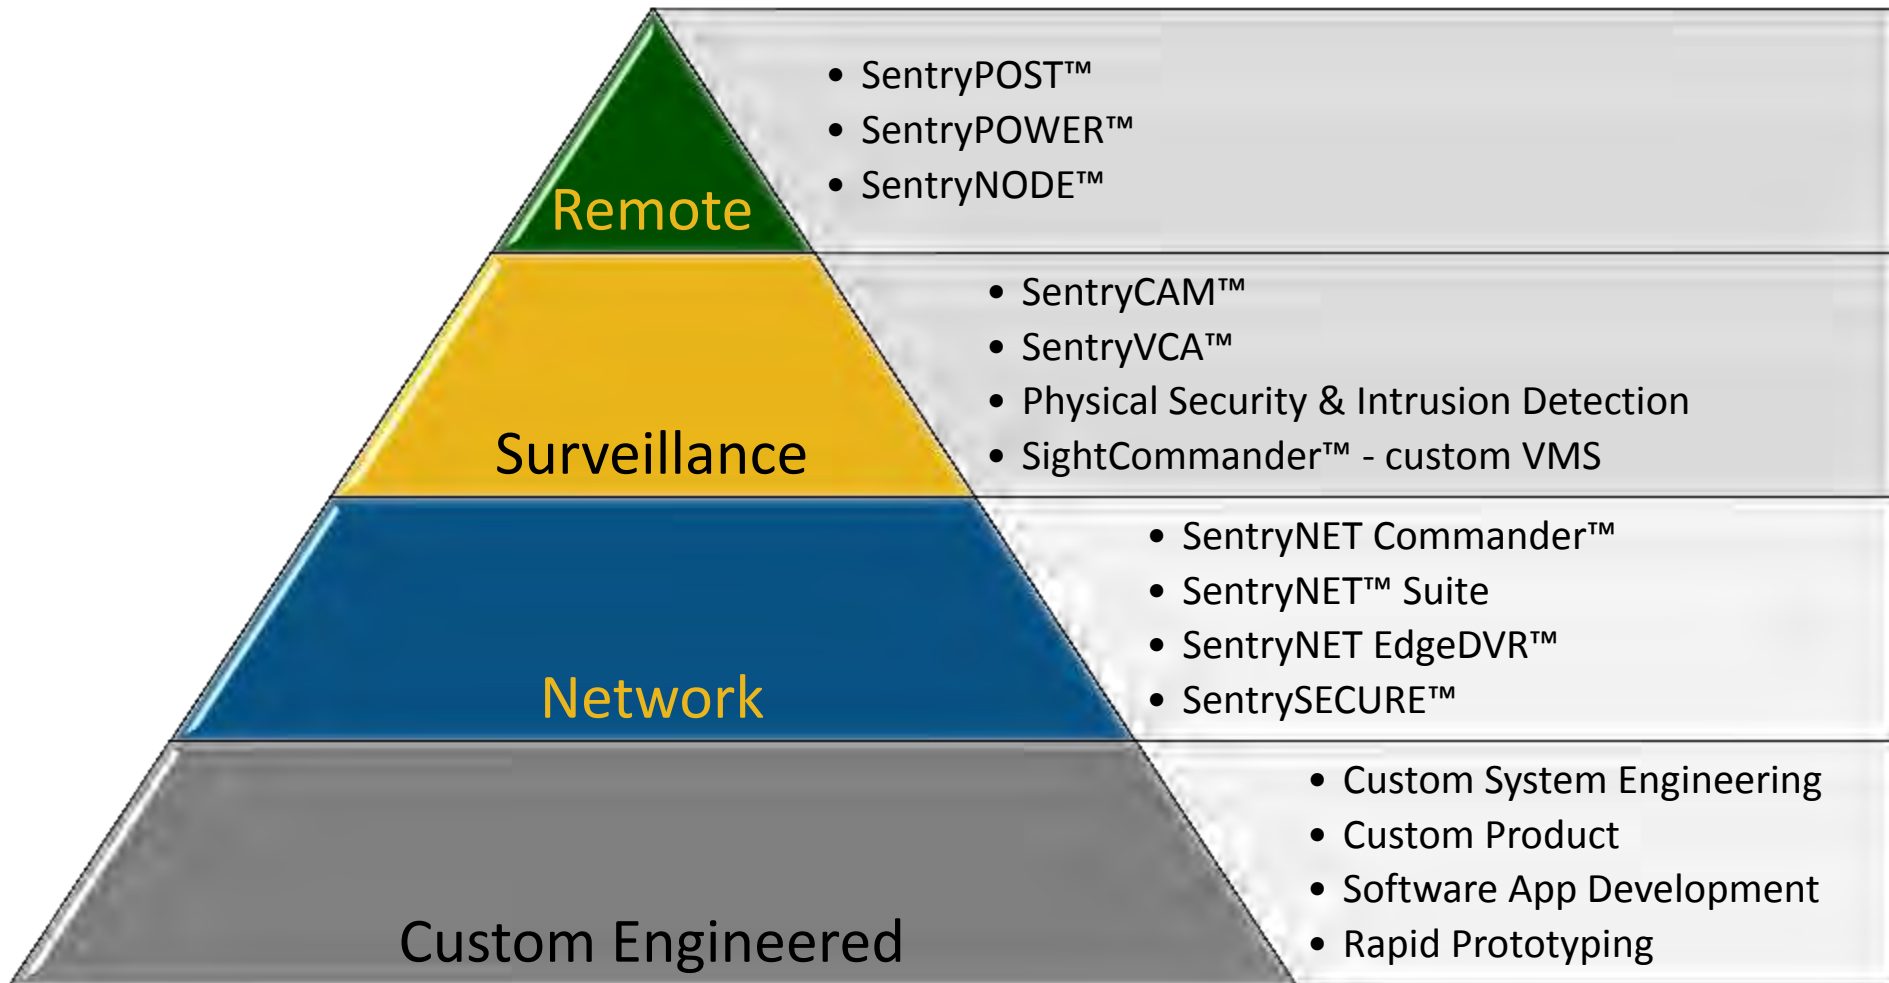 Remote
• SentryPOST™
• SentryPOWER™
• SentryNODE™
Surveillance
• SentryCAM™
• SentryVCA™
• Physical Security & Intrusion Detection
• SightCommander™ - custom VMS
Network
• SentryNET Commander™
• SentryNET™ Suite
• SentryNET EdgeDVR™
• SentrySECURE™
Custom Engineered
• Custom System Engineering
• Custom Product
• Software App Development
• Rapid Prototyping